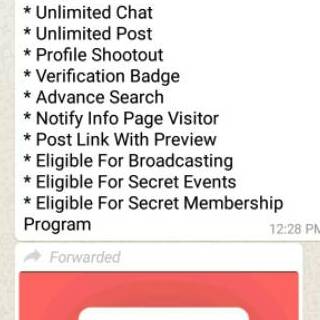 * Unlimited Chat
* Unlimited Post
* Profile Shootout
* Verification Badge
* Advance Search
* Notify Info Page Visitor
* Post Link With Preview
* Eligible For Broadcasting
* Eligible For Secret Events
* Eligible For Secret Membership
Program
12:28 PM
Forwarded